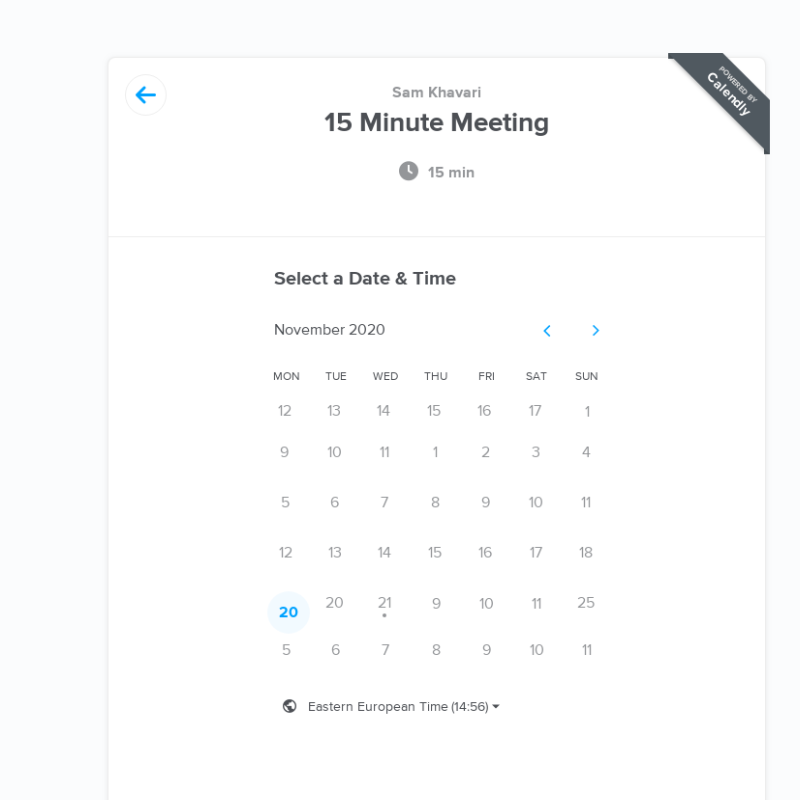 POWERED BY
Calendly
Sam Khavari
15 Minute Meeting
15 min
Select a Date & Time
November 2020
MON TUE WED THU FRI SAT SUN
12 13 14 15 16 17 1
9 10 11 1 2 3 4
5 6 7 8 9 10 11
12 13 14 15 16 17 18
20 20 21 9 10 11 25
5 6 7 8 9 10 11
Eastern European Time (14:56)